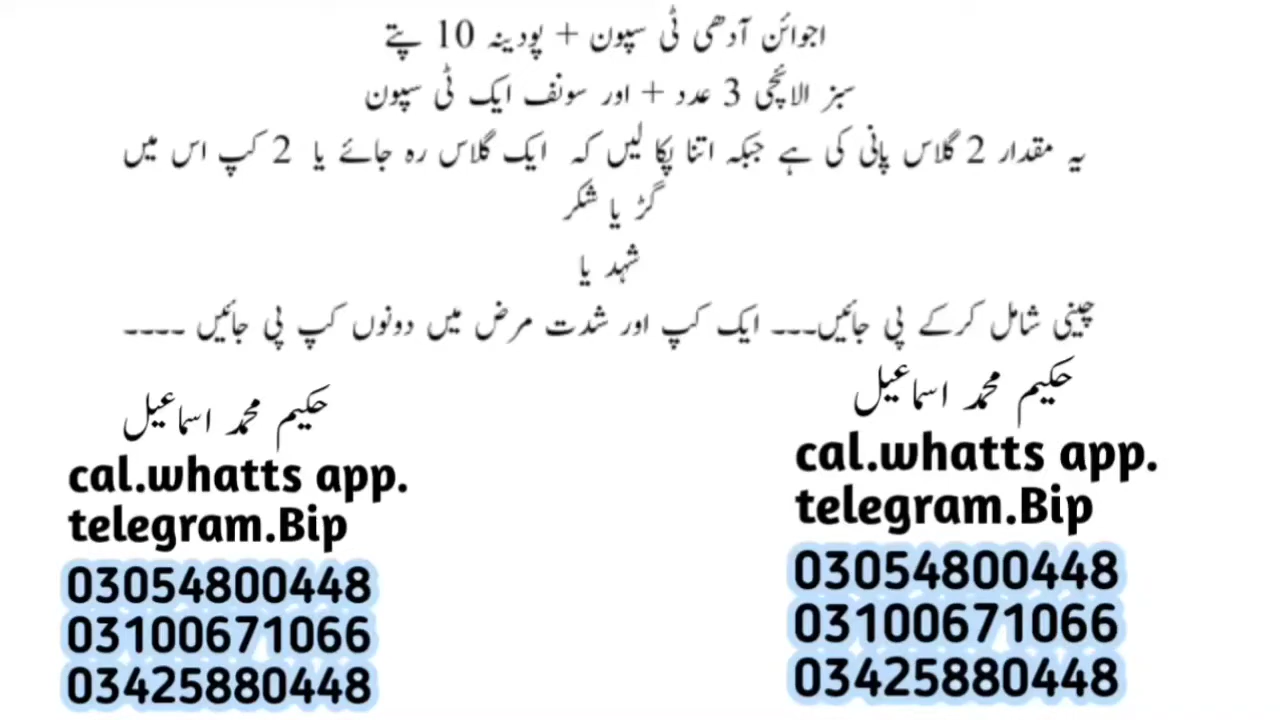 اجوائن آدھی ٹی سپون + پودینہ 10 پتے
سبز الائچی 3 عدد + اور سونف ایک ٹی سپون
یہ مقدار 2 گلاس پانی کی ہے جبکہ اتنا پکا لیں کہ ایک گلاس رہ جائے یا 2 کپ اس میں
گڑ یا شکر
شہد یا
چینی شامل کرکے پی جائیں۔۔۔ ایک کپ اور شدت مرض میں دونوں کپ پی جائیں ۔۔۔۔
حکیم محمد اسماعیل
cal.whatts app.
telegram.Bip
03054800448
03100671066
03425880448
حکیم محمد اسماعیل
cal.whatts app.
telegram.Bip
03054800448
03100671066
03425880448